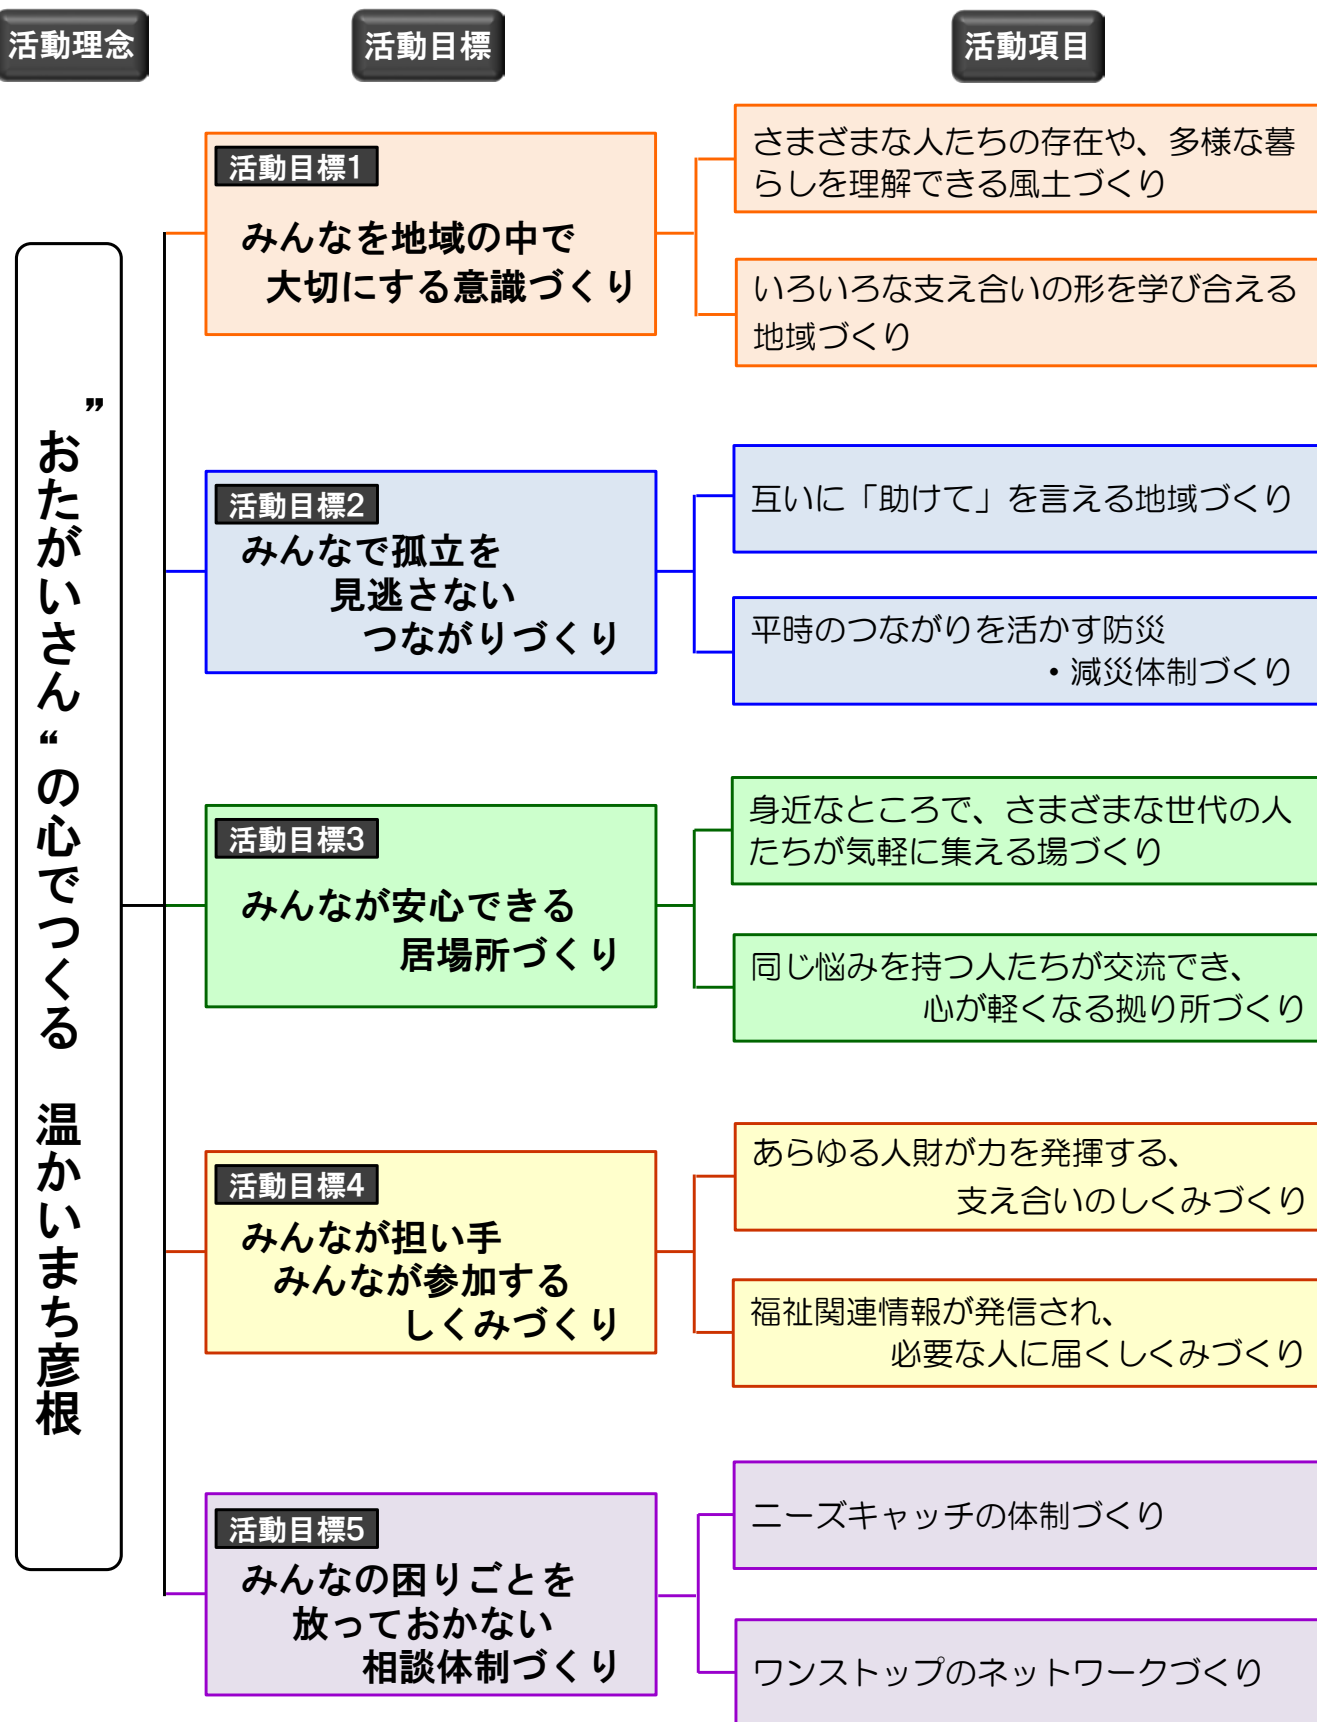 活動理念
活動目標
活動項目
”おたがいさん“の心でつくる　温かいまち彦根
活動目標1
みんなを地域の中で
大切にする意識づくり
さまざまな人たちの存在や、多様な暮
らしを理解できる風土づくり
いろいろな支え合いの形を学び合える
地域づくり
活動目標2
みんなで孤立を
見逃さない
つながりづくり
互いに「助けて」を言える地域づくり
平時のつながりを活かす防災
・減災体制づくり
活動目標3
みんなが安心できる
居場所づくり
身近なところで、さまざまな世代の人
たちが気軽に集える場づくり
同じ悩みを持つ人たちが交流でき、
心が軽くなる拠り所づくり
活動目標4
みんなが担い手
みんなが参加する
しくみづくり
あらゆる人財が力を発揮する、
支え合いのしくみづくり
福祉関連情報が発信され、
必要な人に届くしくみづくり
活動目標5
みんなの困りごとを
放っておかない
相談体制づくり
ニーズキャッチの体制づくり
ワンストップのネットワークづくり